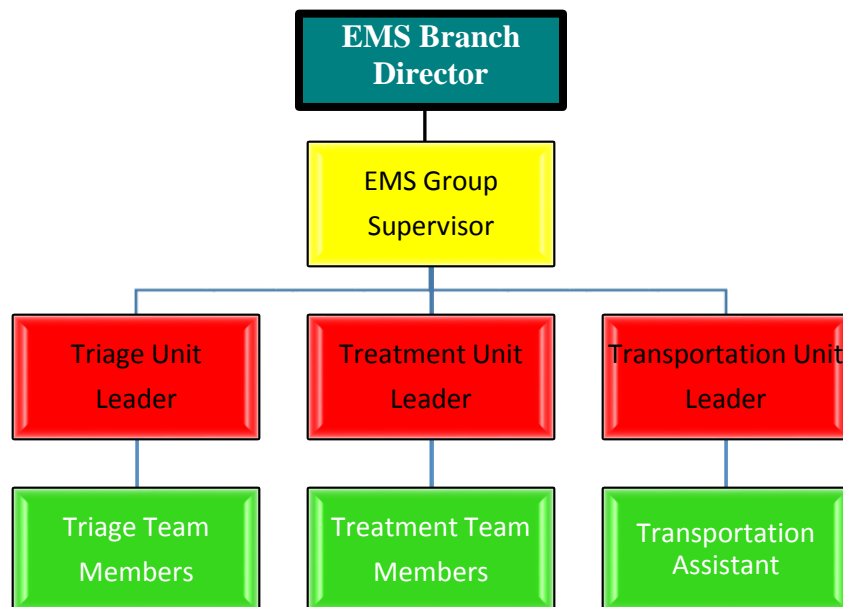 EMS Branch
Director
EMS Group
Supervisor
Triage Unit
Leader
Treatment Unit
Leader
Transportation Unit
Leader
Triage Team
Members
Treatment Team
Members
Transportation
Assistant